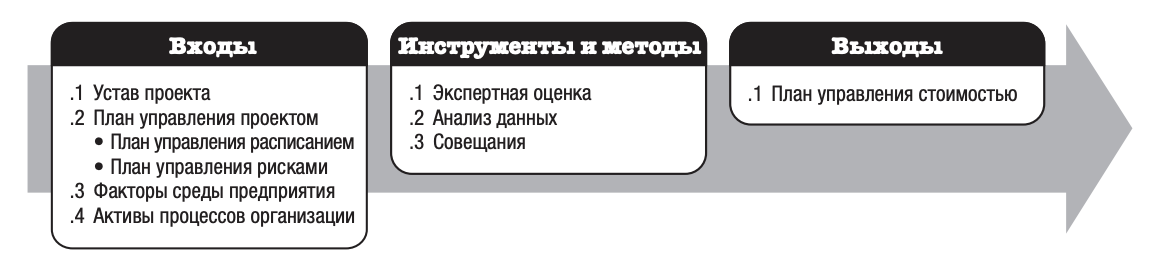 Входы
.1 Устав проекта
.2 План управления проектом
• План управления расписанием
• План управления рисками
.3 Факторы среды предприятия
.4 Активы процессов организации
Инструменты и методы
.1 Экспертная оценка
.2 Анализ данных
.3 Совещания
Выходы
.1 План управления стоимостью